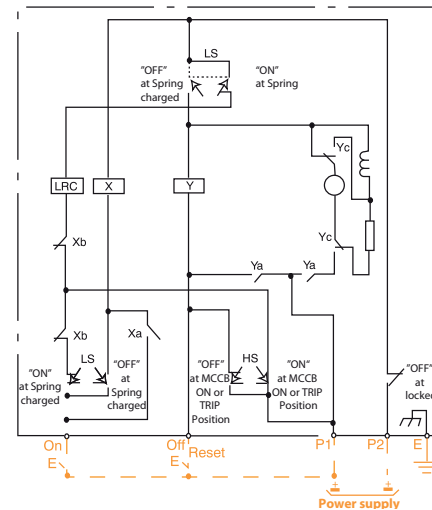 LS
"OFF"
at Spring
charged
"ON"
at Spring
Yc
LRC
X
Y
Xb
Yc
Ya
Ya
Xb
Xa
LS
"ON"
at Spring
charged
"OFF"
at
Spring
charged
"OFF"
at MCCB
ON or
TRIP
Position
HS
"ON"
at MCCB
ON or TRIP
Position
"OFF"
at
locked
On
Off
Reset
P1
P2
E
E
E
+
+
Power supply